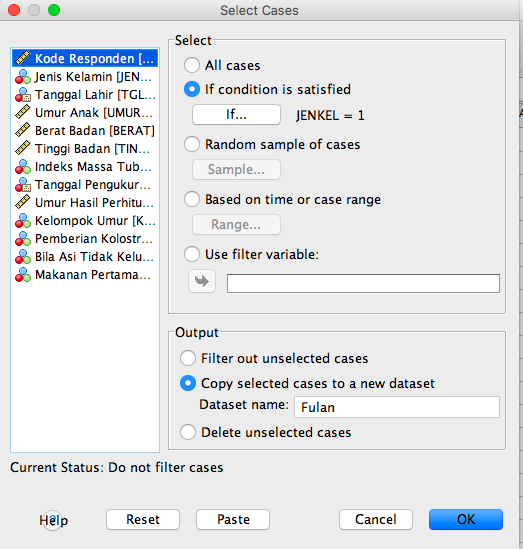 Select Cases
Kode Responden [...
Jenis Kelamin [JEN...
Tanggal Lahir [TGL...
Umur Anak [UMUR...
Berat Badan [BERAT]
Tinggi Badan [TIN...
Indeks Massa Tub...
Tanggal Pengukur...
Umur Hasil Perhitu...
Kelompok Umur [K...
Pemberian Kolostr...
Bila Asi Tidak Kelu...
Makanan Pertama...
Select
All cases
If condition is satisfied
If... JENKEL = 1
Random sample of cases
Sample...
Based on time or case range
Range...
Use filter variable:
Output
Filter out unselected cases
Copy selected cases to a new dataset
Dataset name: Fulan
Delete unselected cases
Current Status: Do not filter cases
Help Reset Paste Cancel OK